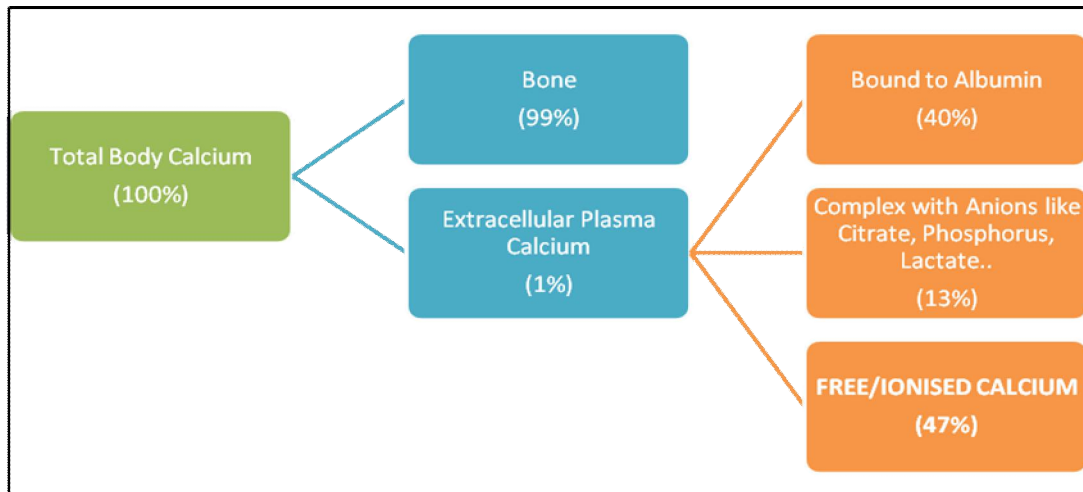 Total Body Calcium
(100%)
Bone
(99%)
Extracellular Plasma
Calcium
(1%)
Bound to Albumin
(40%)
Complex with Anions like
Citrate, Phosphorus,
Lactate..
(13%)
FREE/IONISED CALCIUM
(47%)